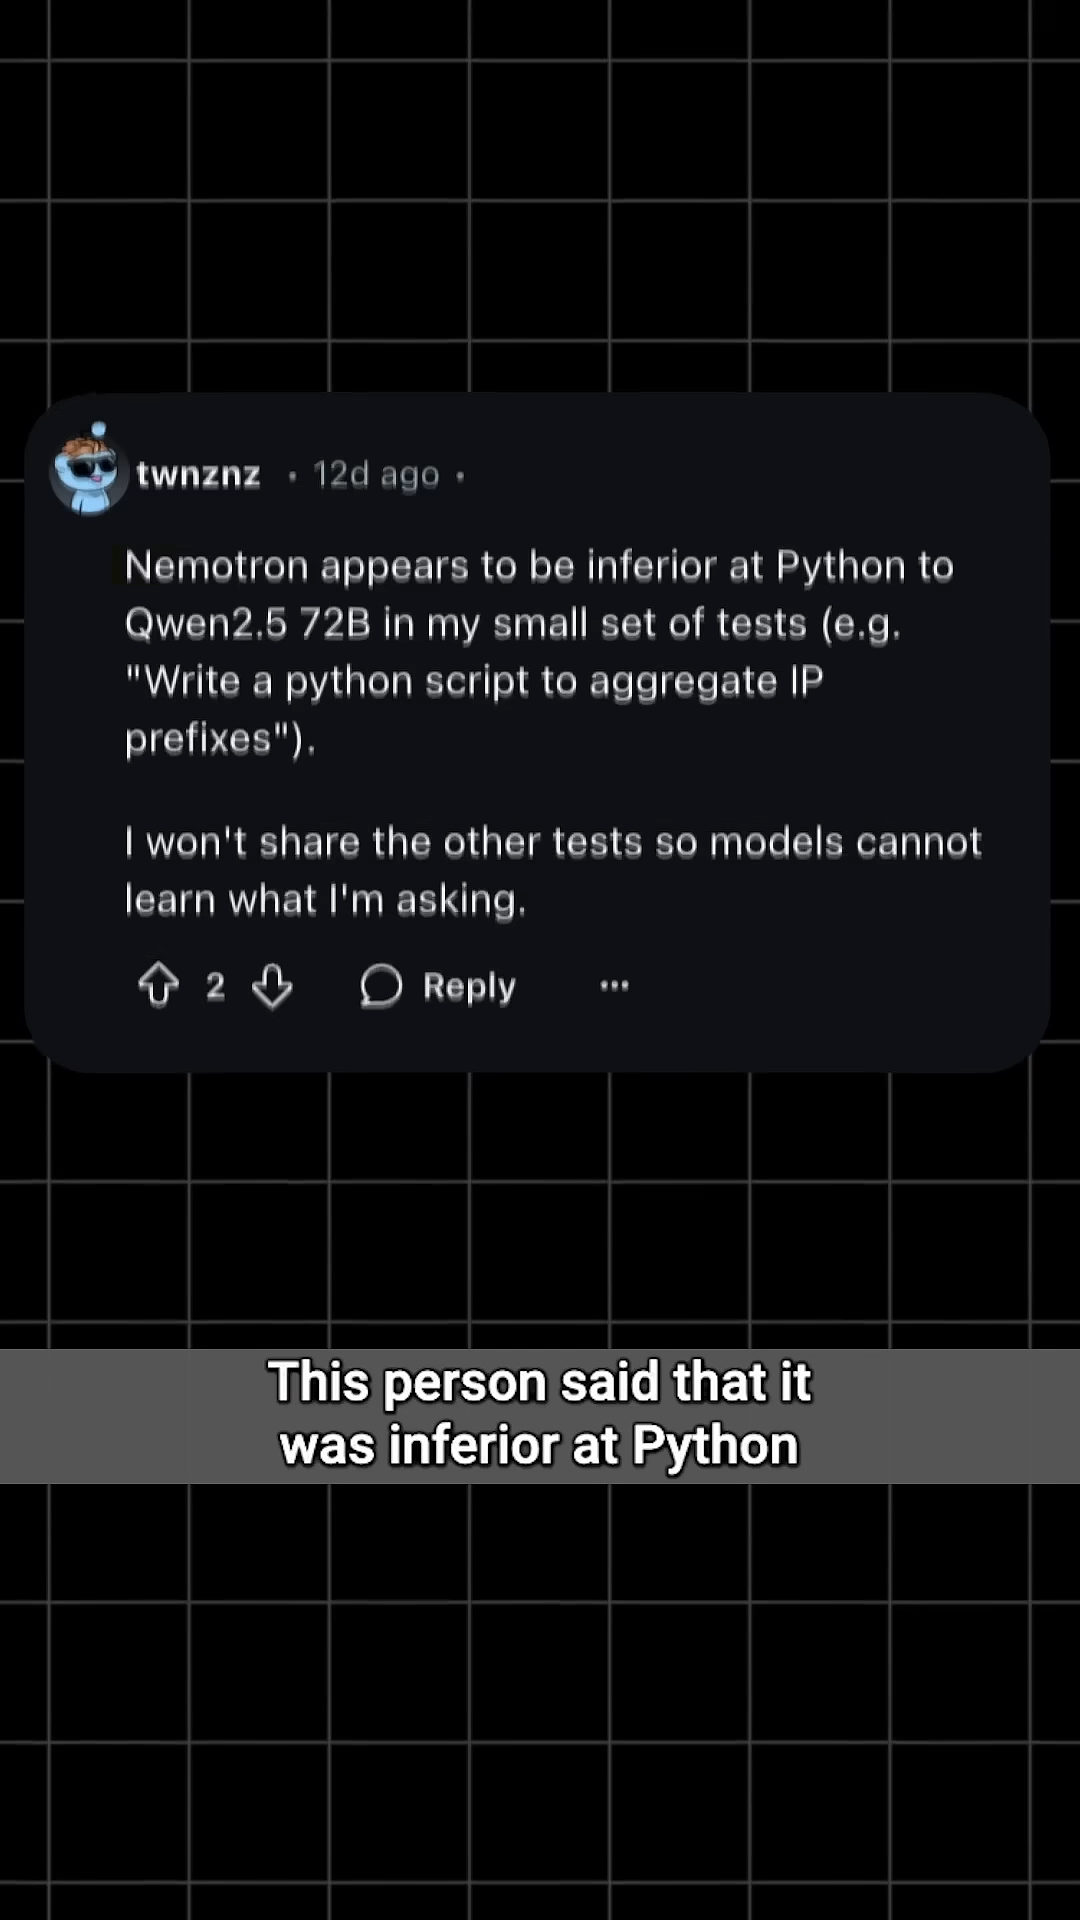 twnznz • 12d ago •
Nemotron appears to be inferior at Python to
Qwen2.5 72B in my small set of tests (e.g.
"Write a python script to aggregate IP
prefixes").
I won't share the other tests so models cannot
learn what I'm asking.
2 Reply ...
This person said that it
was inferior at Python